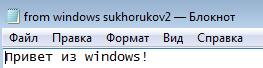 from windows sukhorukov2 — Блокнот
Файл Правка Формат Вид Справка
Привет из windows!